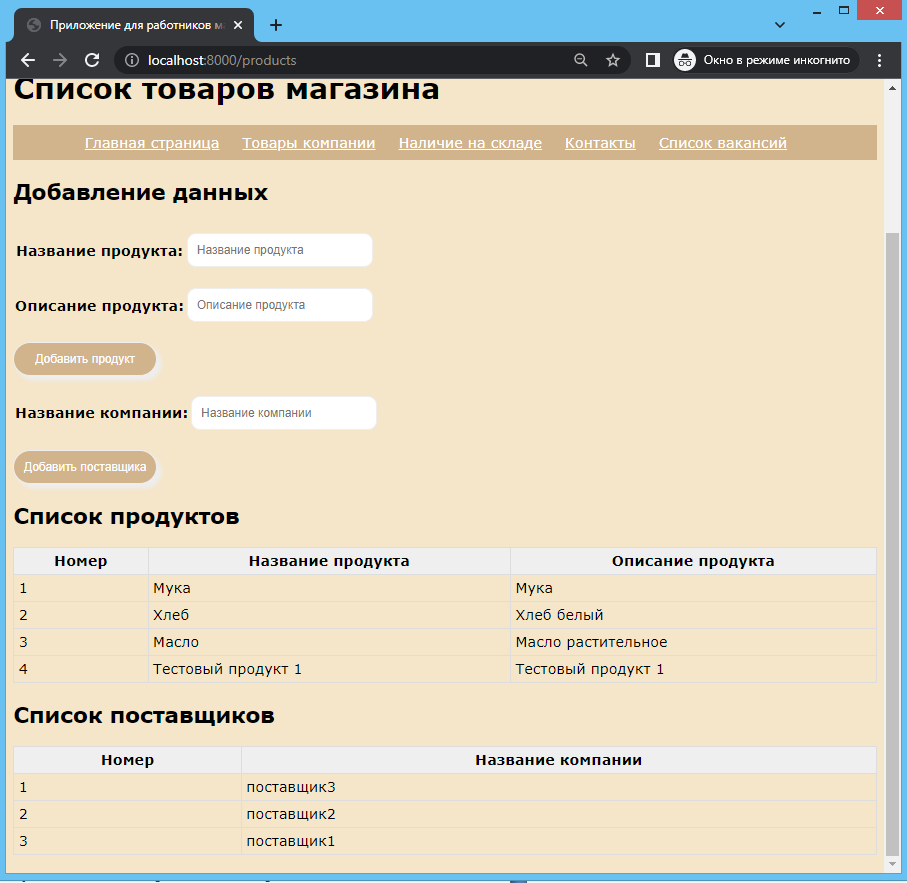 Приложение для работников м
localhost:8000/products
Окно в режиме инкогнито
Список товаров магазина
Главная страница Товары компании Наличие на складе Контакты Список вакансий
Добавление данных
Название продукта: Название продукта
Описание продукта: Описание продукта
Добавить продукт
Название компании: Название компании
Добавить поставщика
Список продуктов
Номер Название продукта Описание продукта
1 Мука Мука
2 Хлеб Хлеб белый
3 Масло Масло растительное
4 Тестовый продукт 1 Тестовый продукт 1
Список поставщиков
Номер Название компании
1 поставщик3
2 поставщик2
3 поставщик1